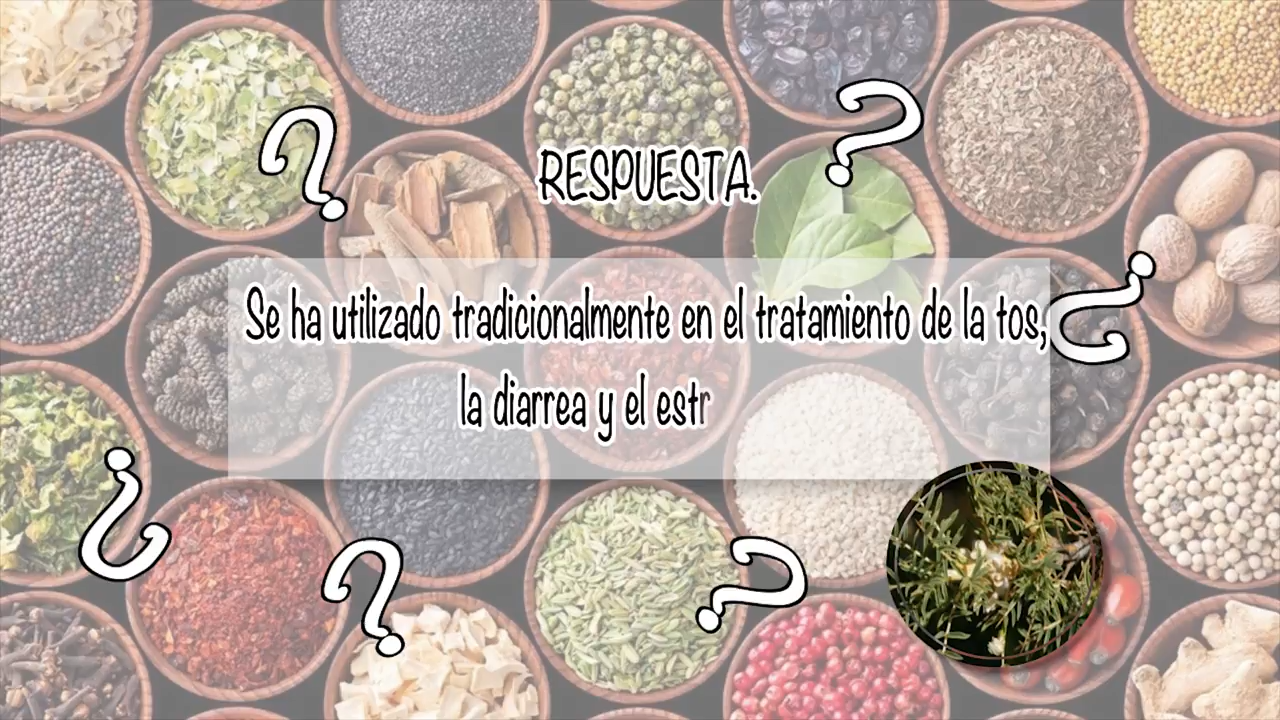 RESPUESTA.
Se ha utilizado tradicionalmente en el tratamiento de la tos,
la diarrea y el estr